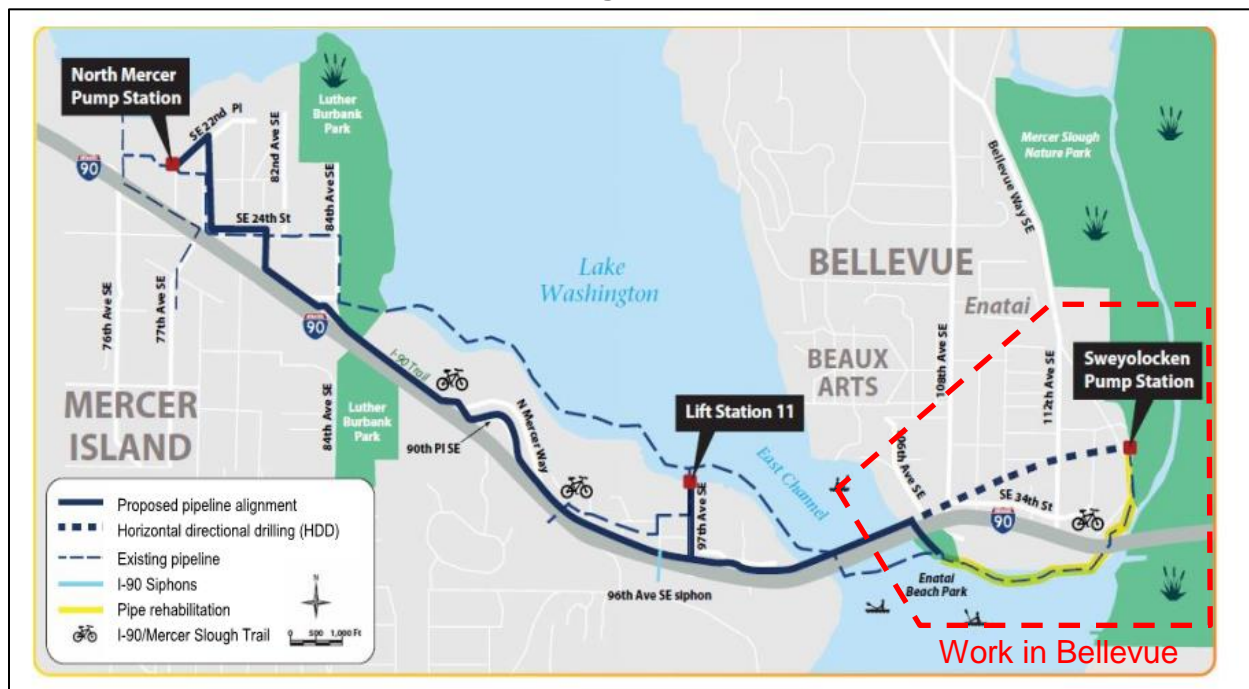 North Mercer
Pump Station
SE 22nd Pl
82nd Ave SE
Luther
Burbank
Park
90
SE 24th St
84th Ave SE
76th Ave SE
77th Ave SE
MERCER
ISLAND
90
I-90 Trail
84th Ave SE
Luther
Burbank
Park
90th Pl SE
N Mercer Way
Lake
Washington
Lift Station 11
97th Ave SE
96th Ave SE siphon
East Channel
BELLEVUE
Enatai
BEAUX
ARTS
Bellevue Way SE
Mercer Slough
Nature Park
108th Ave SE
112th Ave SE
Sweyolocken
Pump Station
SE 34th St
90
Enatai
Beach Park
Work in Bellevue
Proposed pipeline alignment
Horizontal directional drilling (HDD)
Existing pipeline
I-90 Siphons
Pipe rehabilitation
I-90/Mercer Slough Trail
N
0 500 1,000 Ft